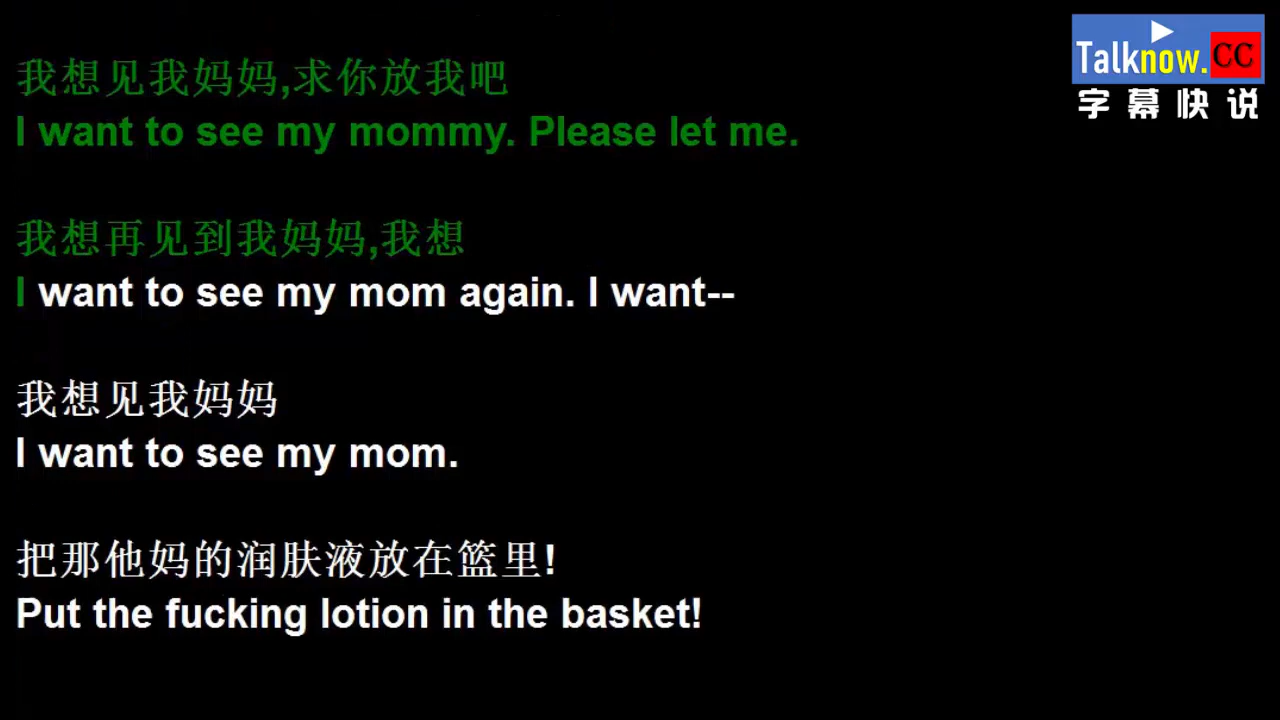 Talknow.CC
字幕快说
我想见我妈妈,求你放我吧
I want to see my mommy. Please let me.
我想再见到我妈妈,我想
I want to see my mom again. I want--
我想见我妈妈
I want to see my mom.
把那他妈的润肤液放在篮里!
Put the fucking lotion in the basket!